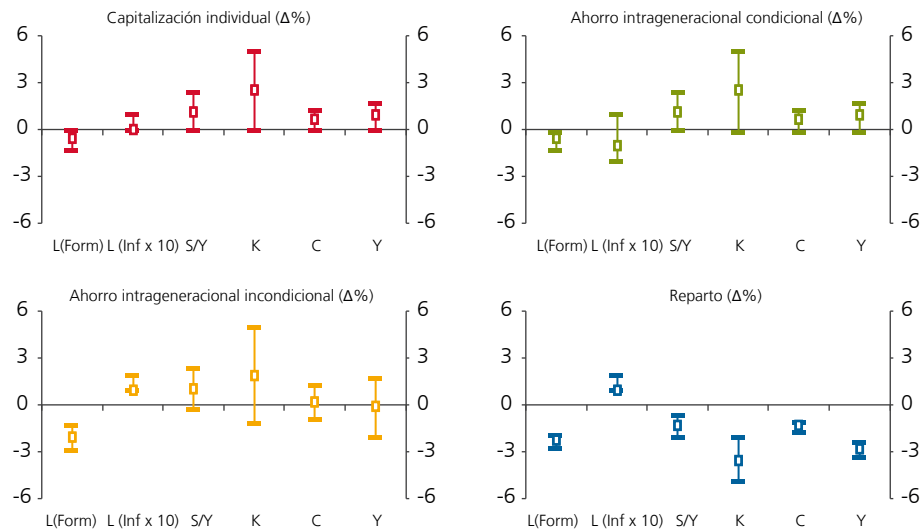 Capitalización individual (Δ%)
6 6
3 3
0 0
-3 -3
-6 -6
L(Form) L (Inf x 10) S/Y K C Y
Ahorro intrageneracional condicional (Δ%)
6 6
3 3
0 0
-3 -3
-6 -6
L(Form) L (Inf x 10) S/Y K C Y
Ahorro intrageneracional incondicional (Δ%)
6 6
3 3
0 0
-3 -3
-6 -6
L(Form) L (Inf x 10) S/Y K C Y
Reparto (Δ%)
6 6
3 3
0 0
-3 -3
-6 -6
L(Form) L (Inf x 10) S/Y K C Y